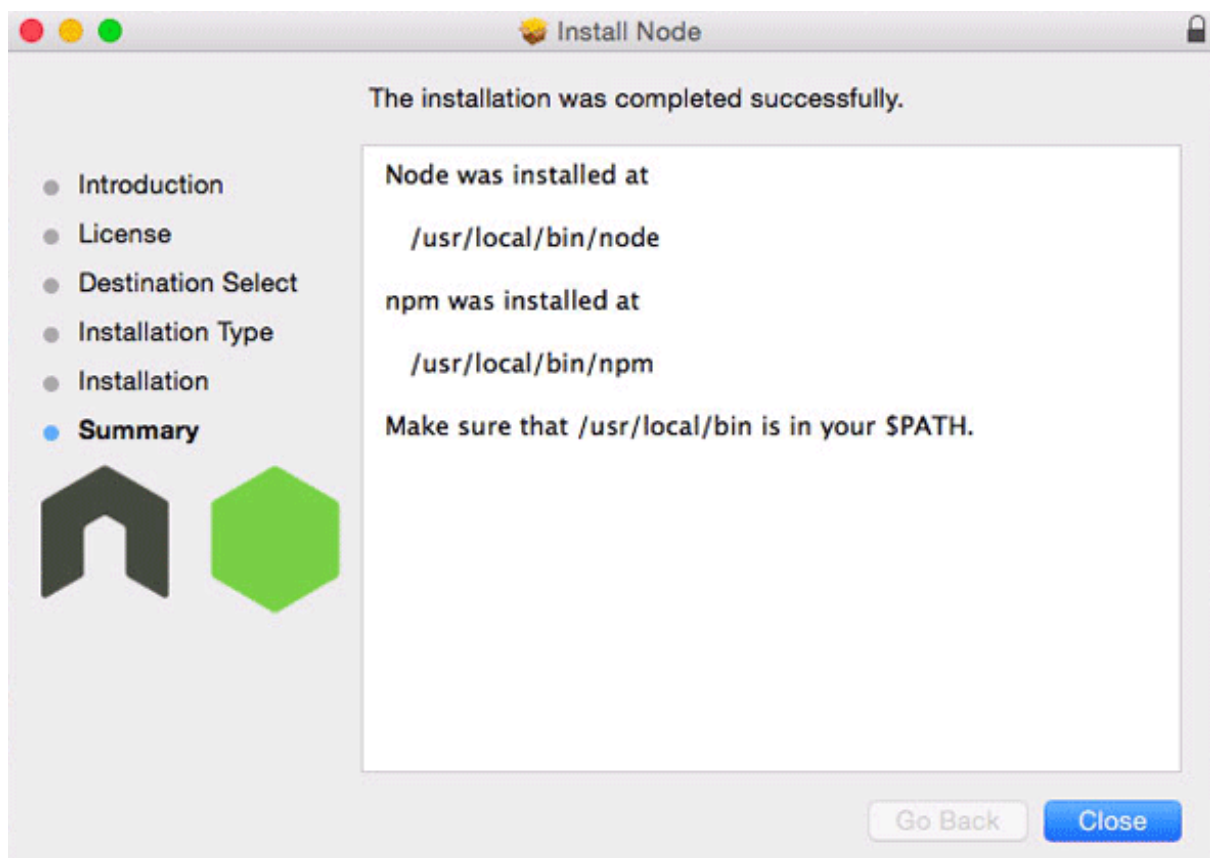 Install Node
The installation was completed successfully.
Introduction
License
Destination Select
Installation Type
Installation
Summary
Node was installed at
/usr/local/bin/node
npm was installed at
/usr/local/bin/npm
Make sure that /usr/local/bin is in your $PATH.
Go Back
Close